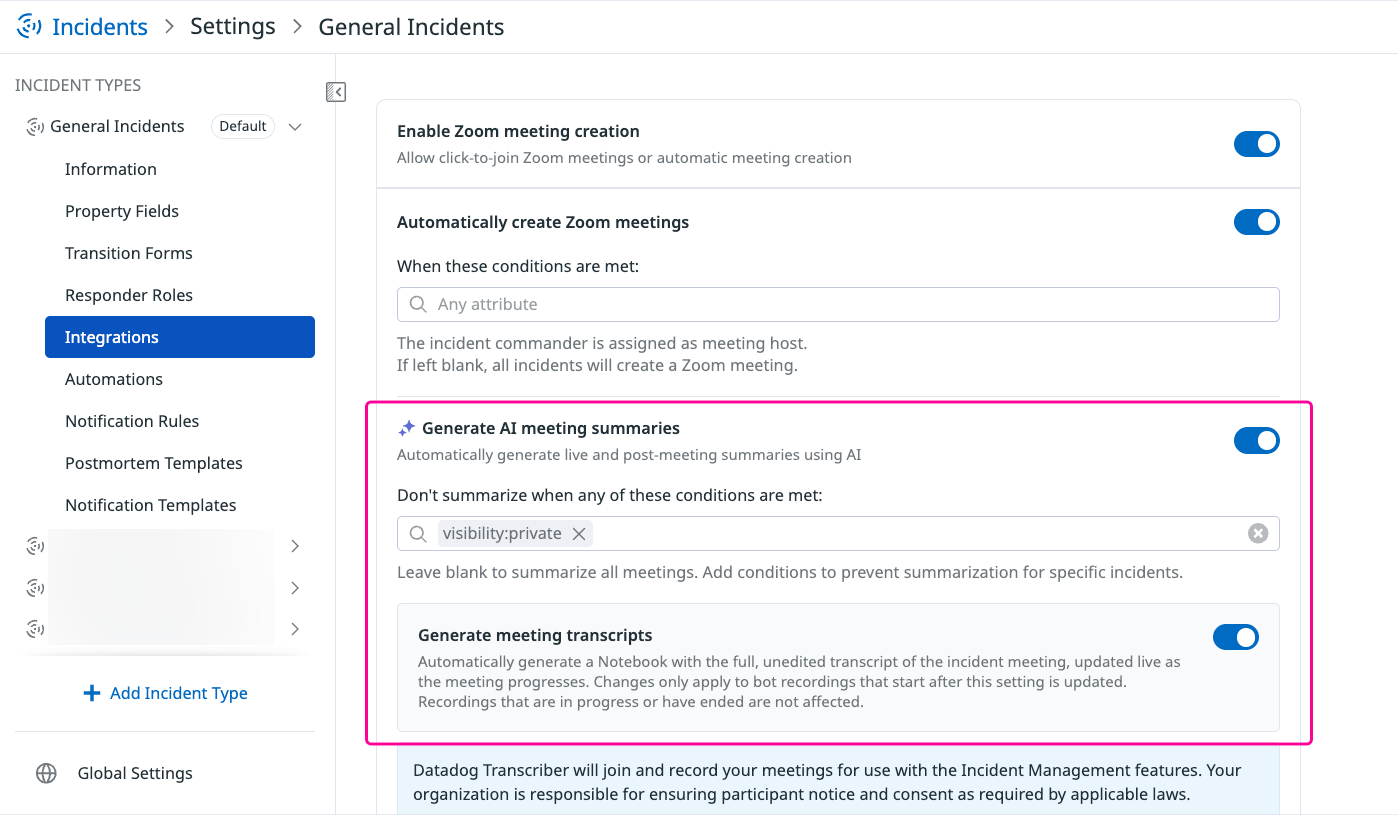 Incidents > Settings > General Incidents
INCIDENT TYPES
General Incidents Default
Information
Property Fields
Transition Forms
Responder Roles
Integrations
Automations
Notification Rules
Postmortem Templates
Notification Templates
Add Incident Type
Global Settings
Enable Zoom meeting creation
Allow click-to-join Zoom meetings or automatic meeting creation
Automatically create Zoom meetings
When these conditions are met:
Any attribute
The incident commander is assigned as meeting host.
If left blank, all incidents will create a Zoom meeting.
Generate AI meeting summaries
Automatically generate live and post-meeting summaries using AI
Don't summarize when any of these conditions are met:
visibility:private
Leave blank to summarize all meetings. Add conditions to prevent summarization for specific incidents.
Generate meeting transcripts
Automatically generate a Notebook with the full, unedited transcript of the incident meeting, updated live as
the meeting progresses. Changes only apply to bot recordings that start after this setting is updated.
Recordings that are in progress or have ended are not affected.
Datadog Transcriber will join and record your meetings for use with the Incident Management features. Your
organization is responsible for ensuring participant notice and consent as required by applicable laws.